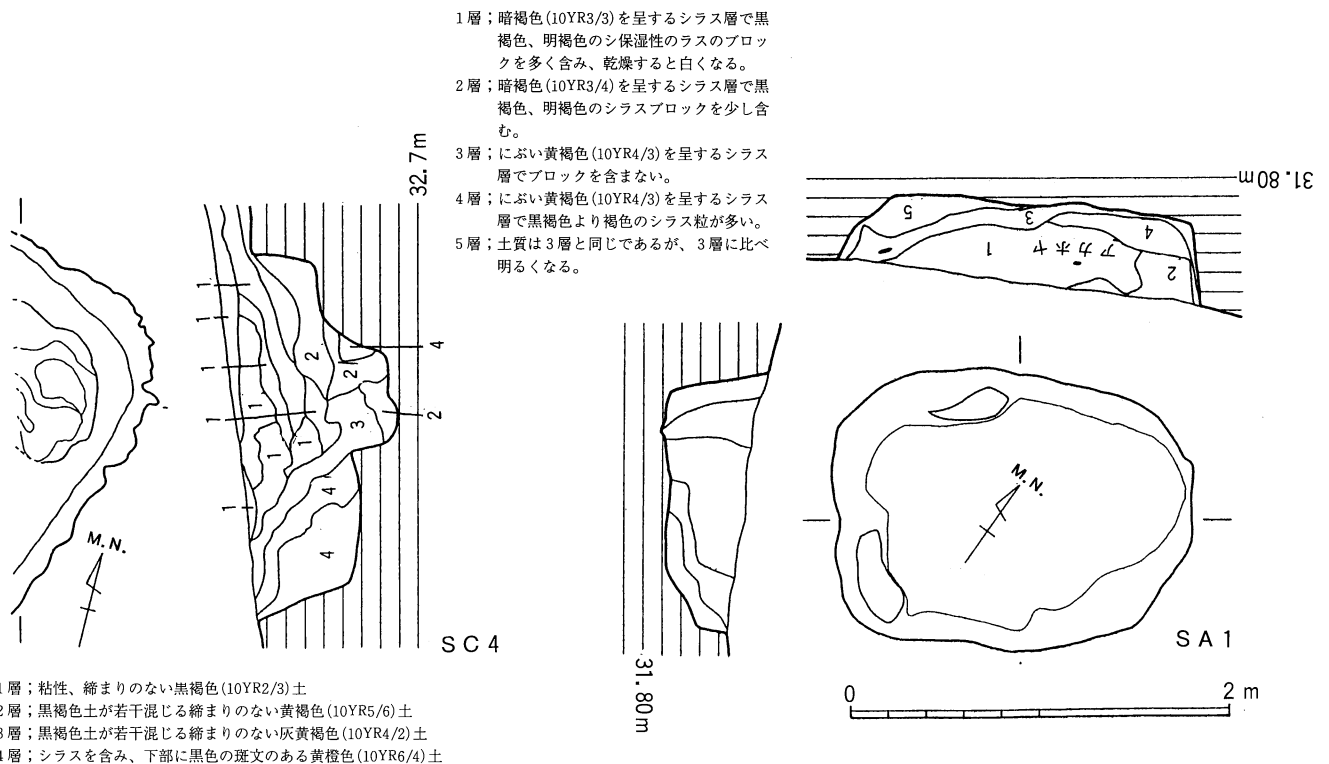 1層；暗褐色(10YR3/3)を呈するシラス層で黒
褐色、明褐色のシ保湿性のラスのブロッ
クを多く含み、乾燥すると白くなる。
2層；暗褐色(10YR3/4)を呈するシラス層で黒
褐色、明褐色のシラスブロックを少し含
む。
3層；にぶい黄褐色(10YR4/3)を呈するシラス
層でブロックを含まない。
4層；にぶい黄褐色(10YR4/3)を呈するシラス
層で黒褐色より褐色のシラス粒が多い。
5層；土質は3層と同じであるが、3層に比べ
明るくなる。
32.7m
31.80m
5
3
4
1
アカホヤ
2
1
1
1
1
1
1
1
1
2
2
3
4
4
4
2
M.N.
SC4
31.80m
M.N.
SA1
0
2 m
層；粘性、締まりのない黒褐色(10YR2/3)土
2層；黒褐色土が若干混じる締まりのない黄褐色(10YR5/6)土
3層；黒褐色土が若干混じる締まりのない灰黄褐色(10YR4/2)土
4層；シラスを含み、下部に黒色の斑文のある黄橙色(10YR6/4)土